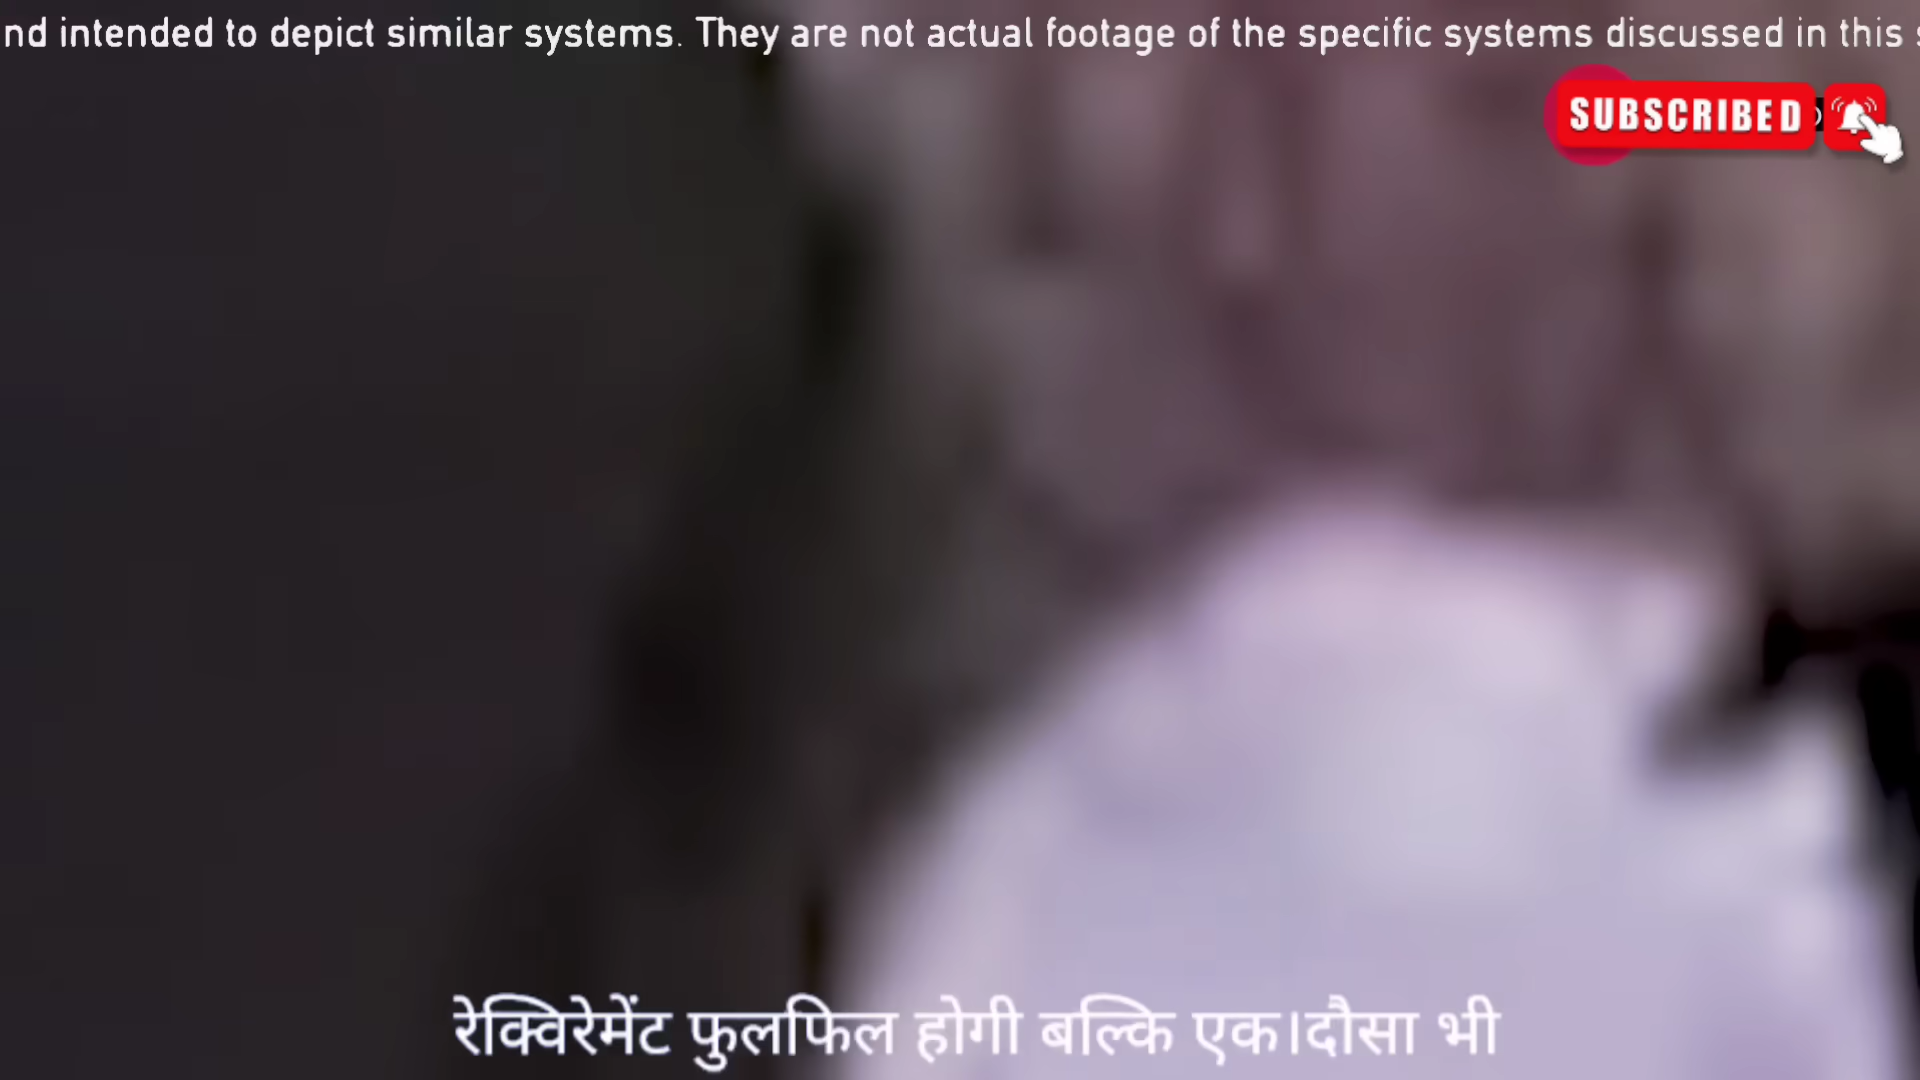 nd intended to depict similar systems. They are not actual footage of the specific systems discussed in this
SUBSCRIBED
रेक्विरेमेंट फुलफिल होगी बल्कि एक।दौसा भी